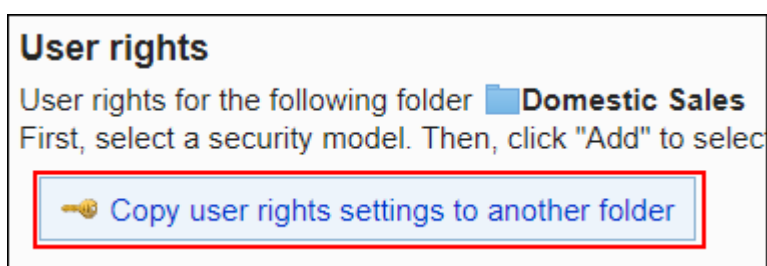 User rights
User rights for the following folder Domestic Sales
First, select a security model. Then, click "Add" to selec
Copy user rights settings to another folder